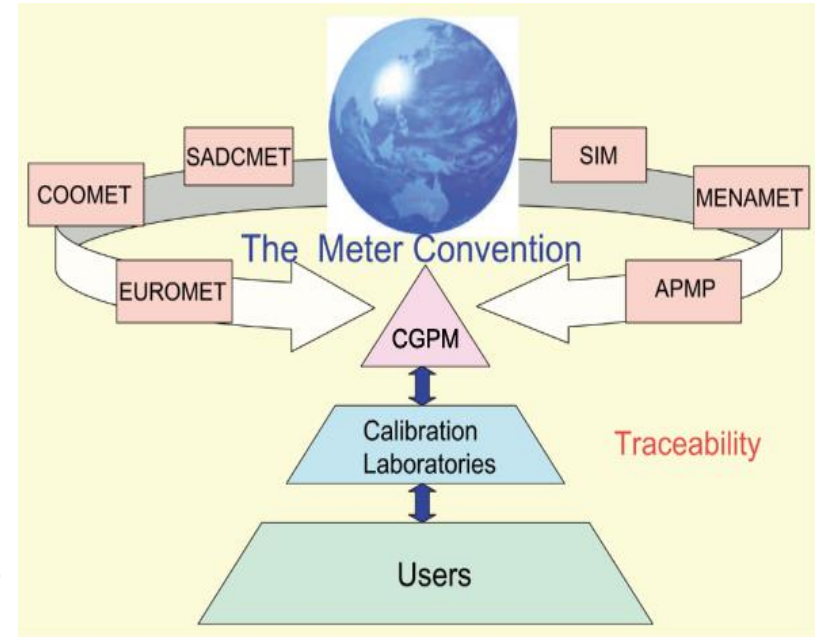 SADCMET
SIM
COOMET
MENAMET
The Meter Convention
EUROMET
APMP
CGPM
Calibration
Laboratories
Traceability
Users